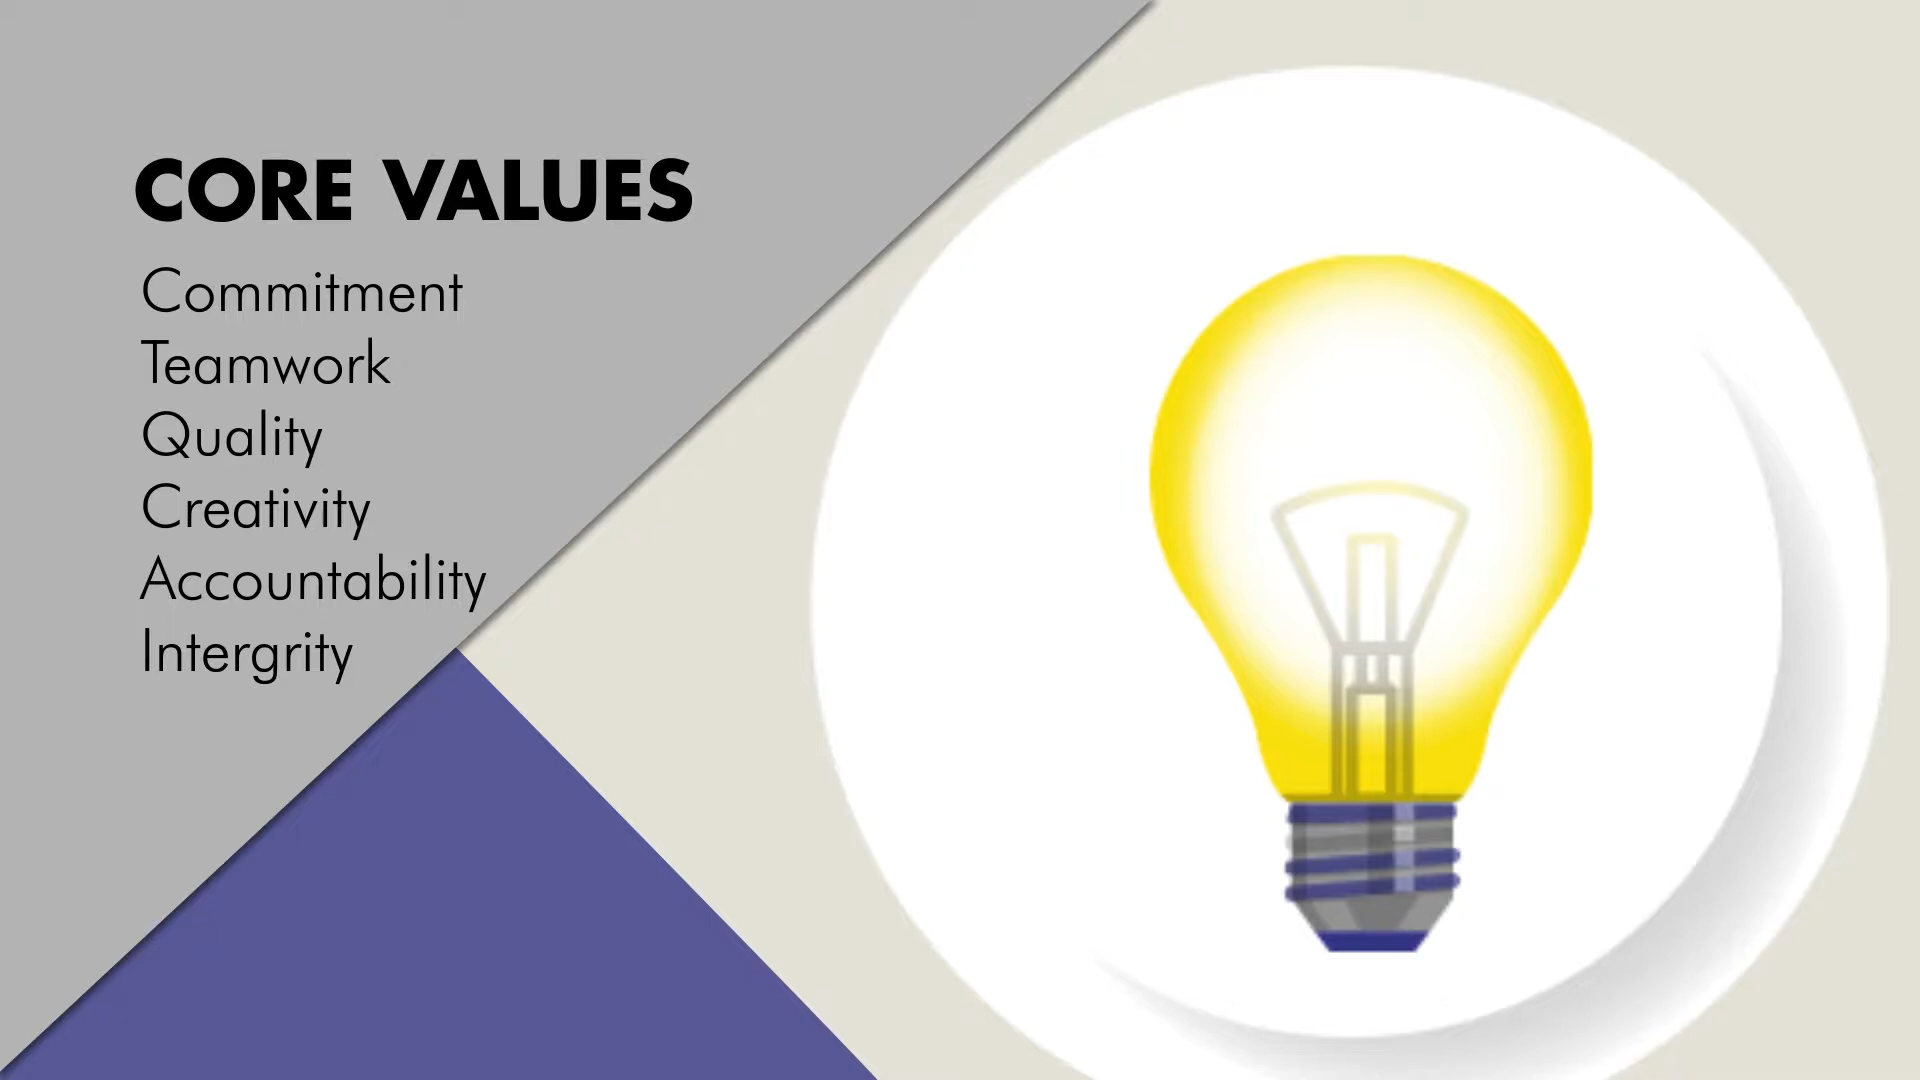 CORE VALUES
Commitment
Teamwork
Quality
Creativity
Accountability
Intergrity